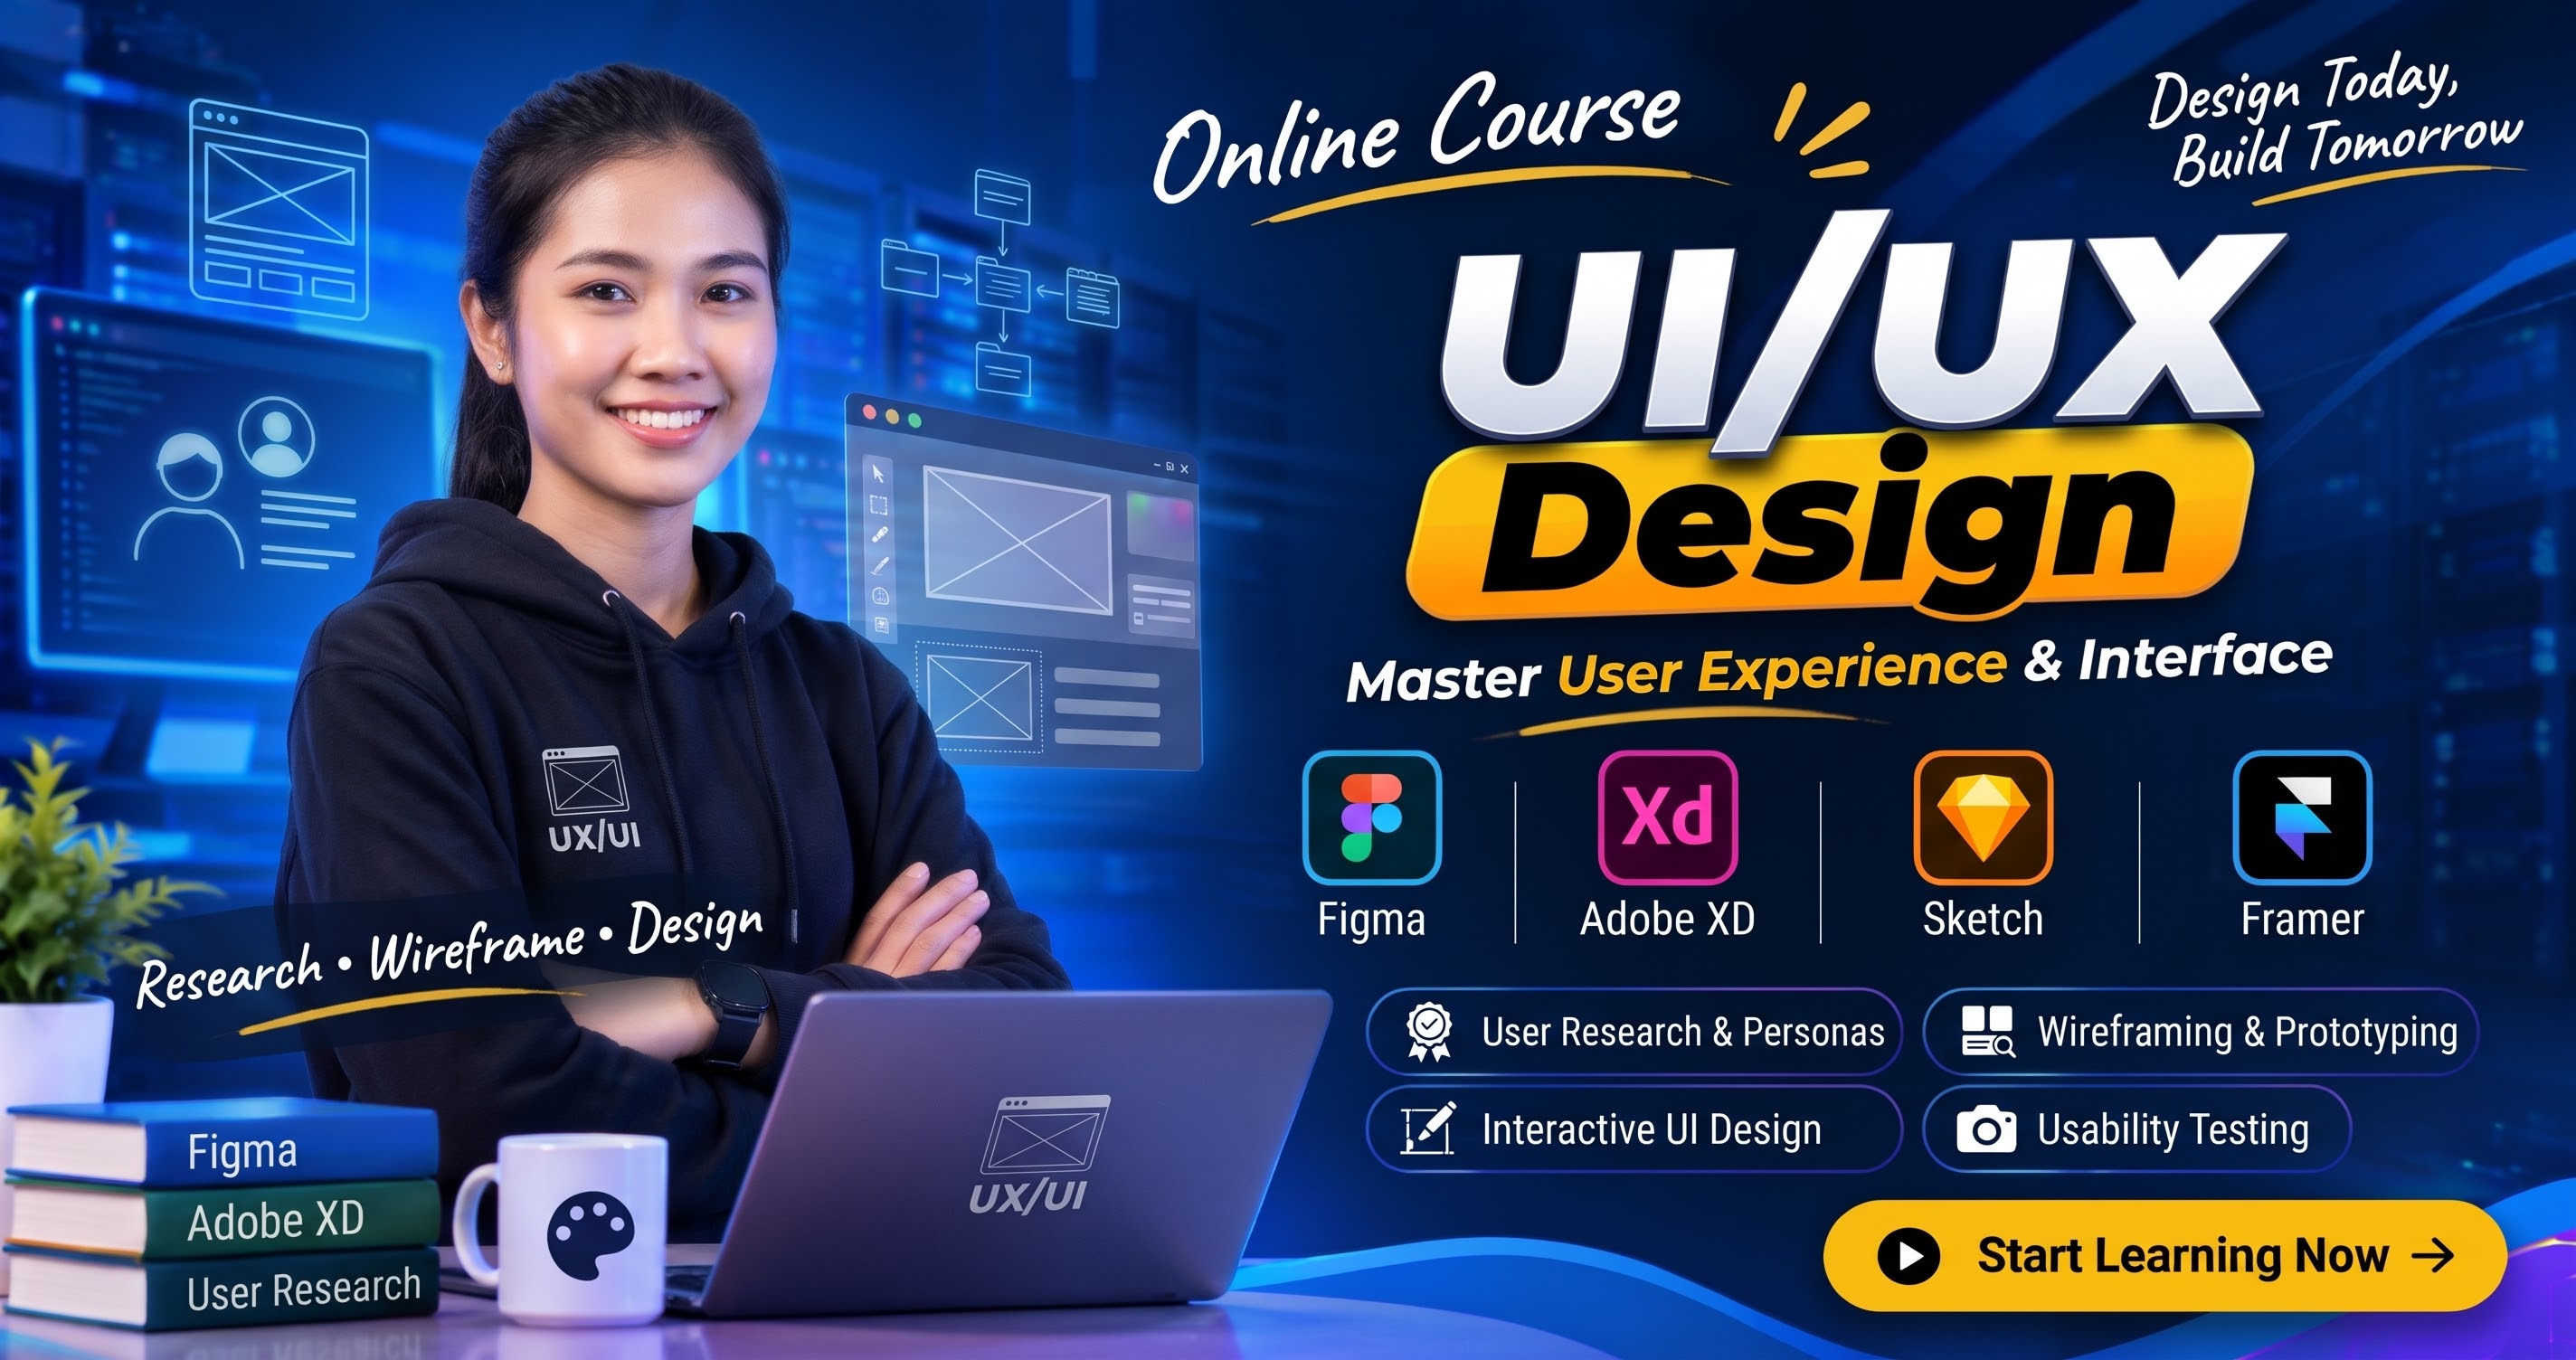 Online Course
Design Today,
Build Tomorrow
UI/UX
Design
Master User Experience & Interface
Figma
Xd
Adobe XD
Sketch
Framer
User Research & Personas
Wireframing & Prototyping
Interactive UI Design
Usability Testing
Start Learning Now
UX/UI
Research • Wireframe • Design
UX/UI
Figma
Adobe XD
User Research